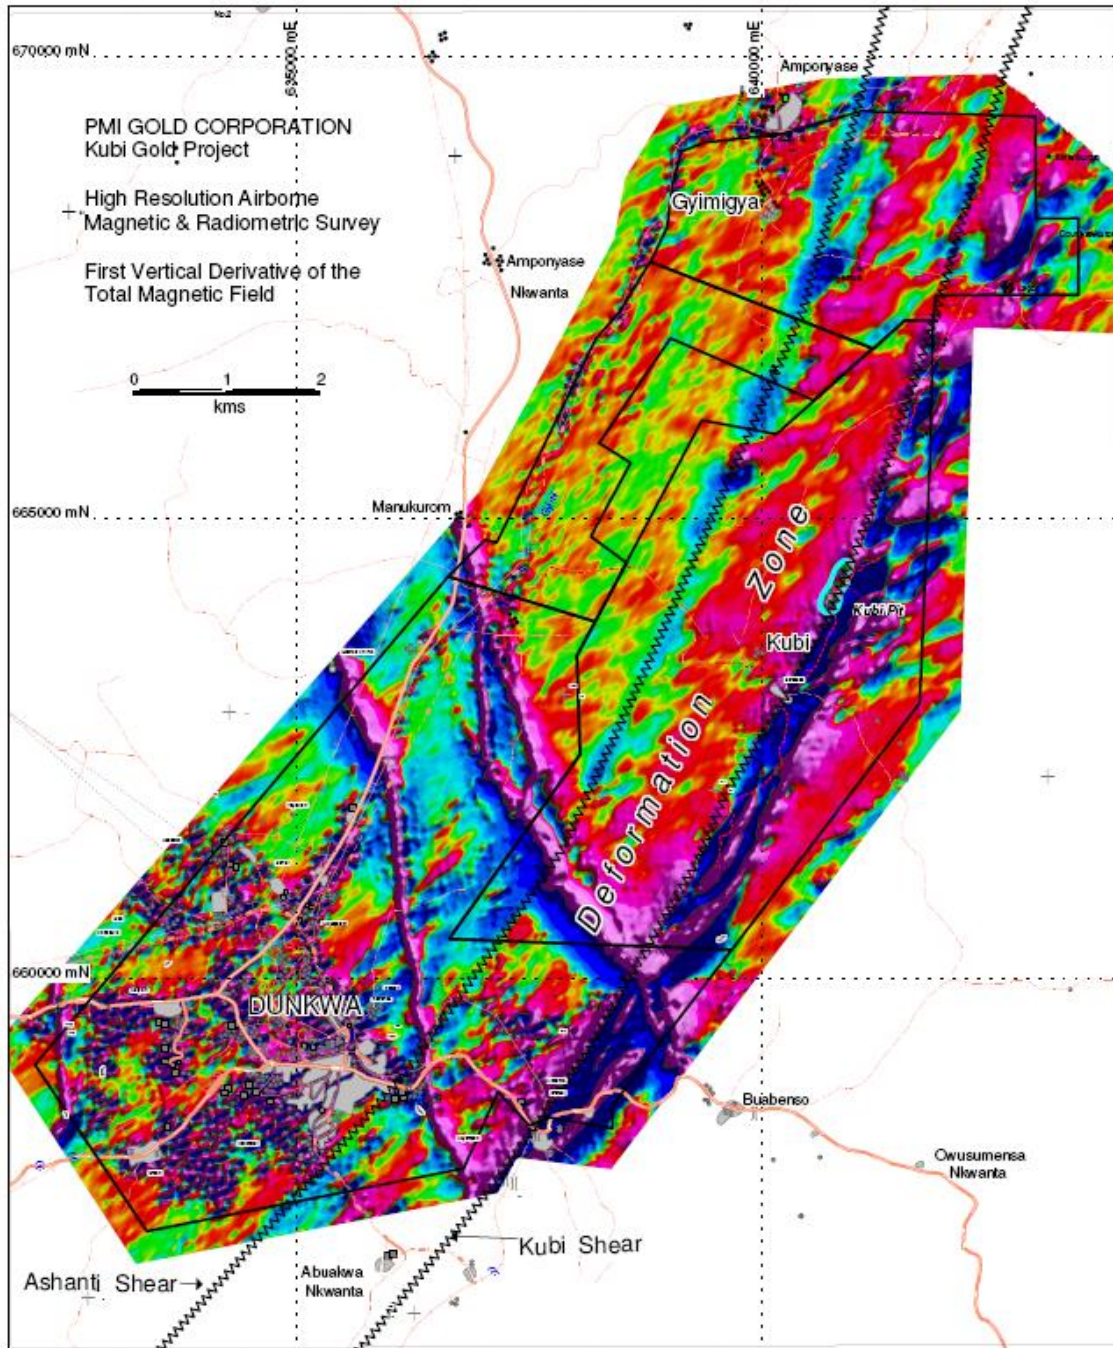 No.2
670000 mN
635000 mE
640000 mE
Amponyase
PMI GOLD CORPORATION
Kubi Gold Project
High Resolution Airborne
Magnetic & Radiometric Survey
First Vertical Derivative of the
Total Magnetic Field
Gyimigya
Amponyase
Nkwanta
0 1 2
kms
Manukurom
665000 mN
Zone
Kubi Pit
Kubi
Deformation
660000 mN
DUNKWA
Buabenso
Owusumensa
Nkwanta
Kubi Shear
Ashanti Shear
Abuakwa
Nkwanta